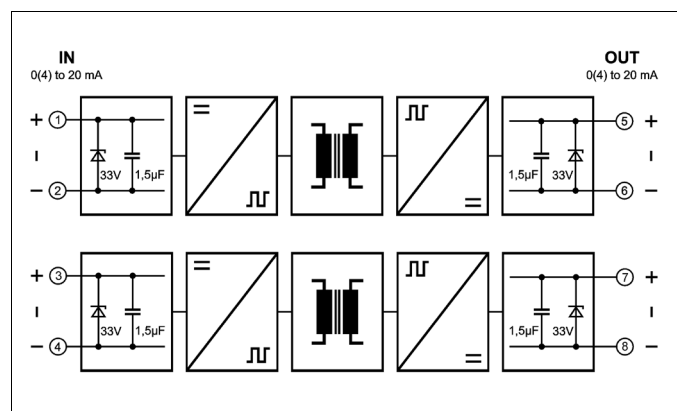 IN
0(4) to 20 mA
OUT
0(4) to 20 mA
+ 1
33V 1,5µF
I
− 2
5 +
1,5µF 33V
I
6 −
+ 3
33V 1,5µF
I
− 4
7 +
1,5µF 33V
I
8 −